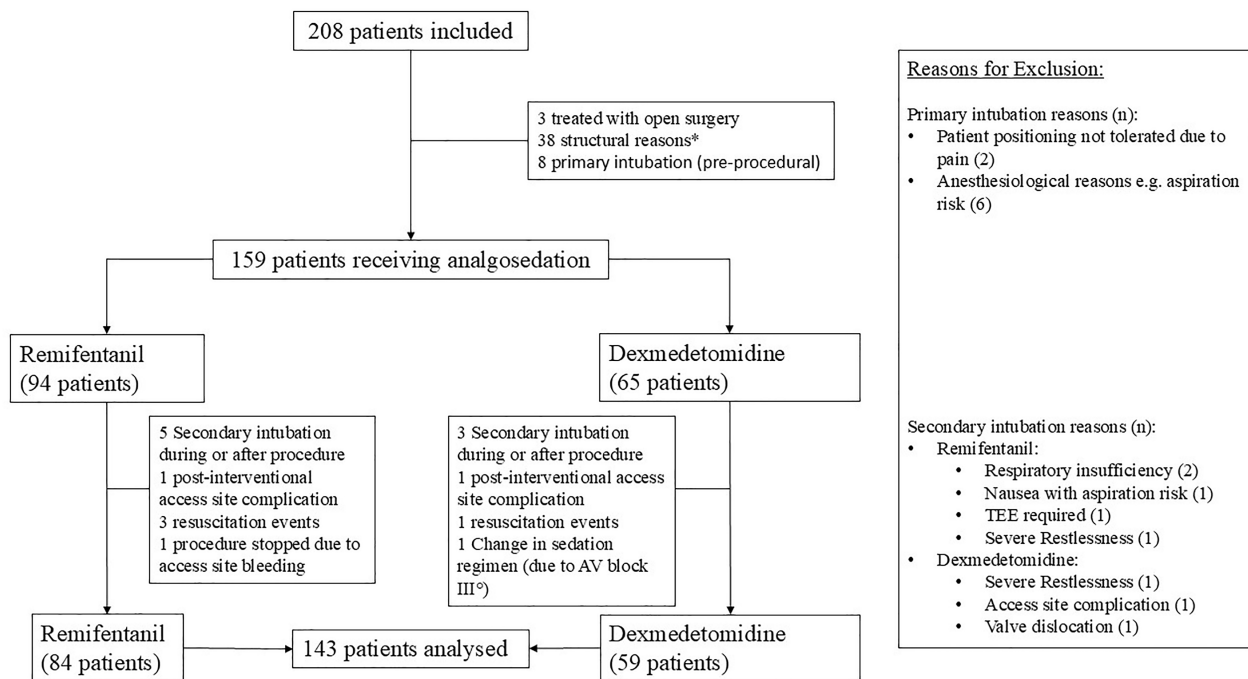 208 patients included
3 treated with open surgery
38 structural reasons*
8 primary intubation (pre-procedural)
159 patients receiving analgosedation
Remifentanil
(94 patients)
Dexmedetomidine
(65 patients)
5 Secondary intubation
during or after procedure
1 post-interventional
access site complication
3 resuscitation events
1 procedure stopped due to
access site bleeding
3 Secondary intubation
during or after procedure
1 post-interventional access
site complication
1 resuscitation events
1 Change in sedation
regimen (due to AV block
III°)
Remifentanil
(84 patients)
143 patients analysed
Dexmedetomidine
(59 patients)
Reasons for Exclusion:
Primary intubation reasons (n):
• Patient positioning not tolerated due to
pain (2)
• Anesthesiological reasons e.g. aspiration
risk (6)
Secondary intubation reasons (n):
• Remifentanil:
• Respiratory insufficiency (2)
• Nausea with aspiration risk (1)
• TEE required (1)
• Severe Restlessness (1)
• Dexmedetomidine:
• Severe Restlessness (1)
• Access site complication (1)
• Valve dislocation (1)